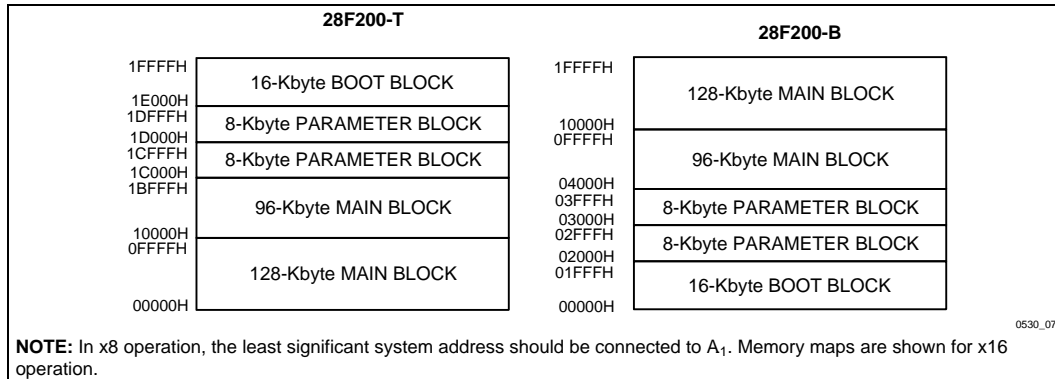 28F200-T
1FFFFH
16-Kbyte BOOT BLOCK
1E000H
1DFFFH
8-Kbyte PARAMETER BLOCK
1D000H
1CFFFH
8-Kbyte PARAMETER BLOCK
1C000H
1BFFFH
96-Kbyte MAIN BLOCK
10000H
0FFFFH
128-Kbyte MAIN BLOCK
00000H
28F200-B
1FFFFH
128-Kbyte MAIN BLOCK
10000H
0FFFFH
96-Kbyte MAIN BLOCK
04000H
03FFFH
8-Kbyte PARAMETER BLOCK
03000H
02FFFH
8-Kbyte PARAMETER BLOCK
02000H
01FFFH
16-Kbyte BOOT BLOCK
00000H
0530_07
NOTE: In x8 operation, the least significant system address should be connected to A₁. Memory maps are shown for x16
operation.